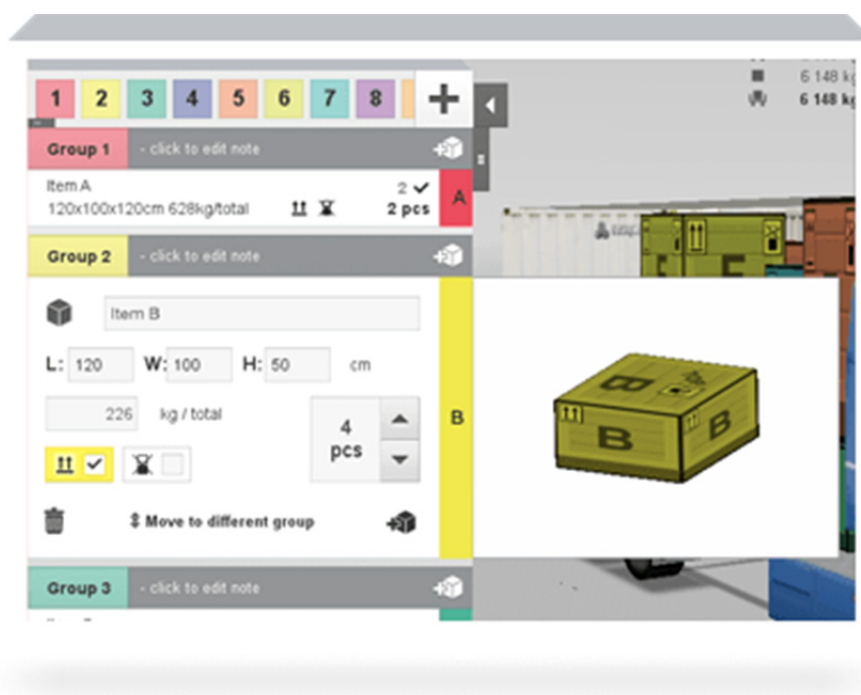 1 2 3 4 5 6 7 8
6 148 kg
6 148 kg
Group 1 - click to edit note
Item A
2
120x100x120cm 628kg/total
2 pcs
A
Group 2 - click to edit note
Item B
L: 120 W: 100 H: 50 cm
226 kg / total
4
pcs
B
Move to different group
B
B
B
Group 3 - click to edit note